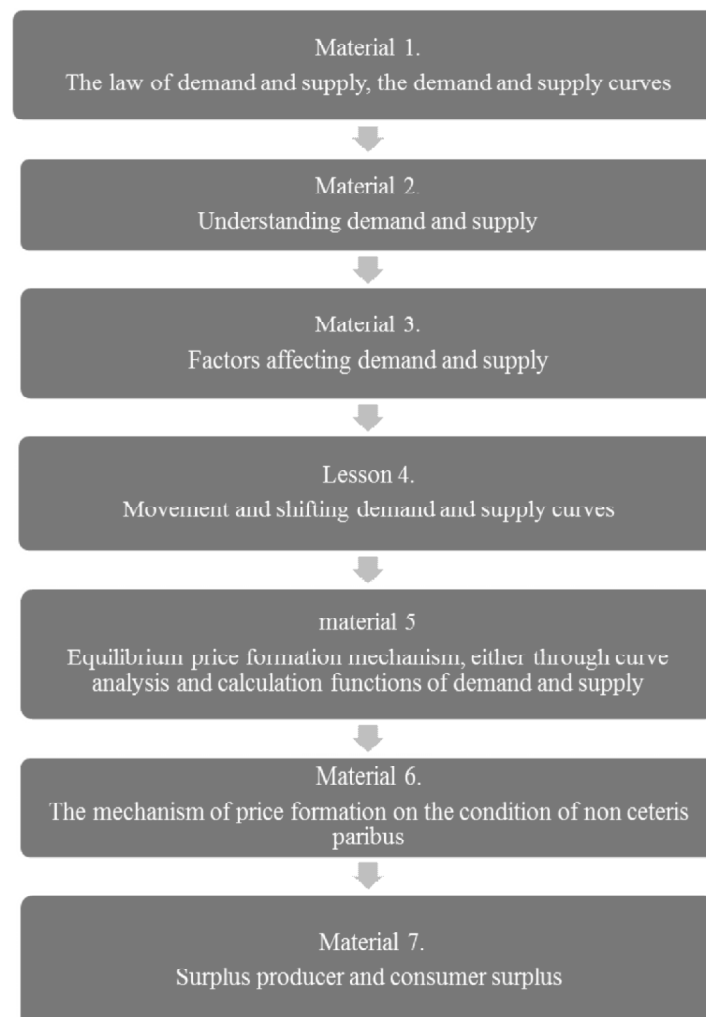 Material 1.
The law of demand and supply, the demand and supply curves
Material 2.
Understanding demand and supply
Material 3.
Factors affecting demand and supply
Lesson 4.
Movement and shifting demand and supply curves
material 5
Equilibrium price formation mechanism, either through curve
analysis and calculation functions of demand and supply
Material 6.
The mechanism of price formation on the condition of non ceteris
paribus
Material 7.
Surplus producer and consumer surplus